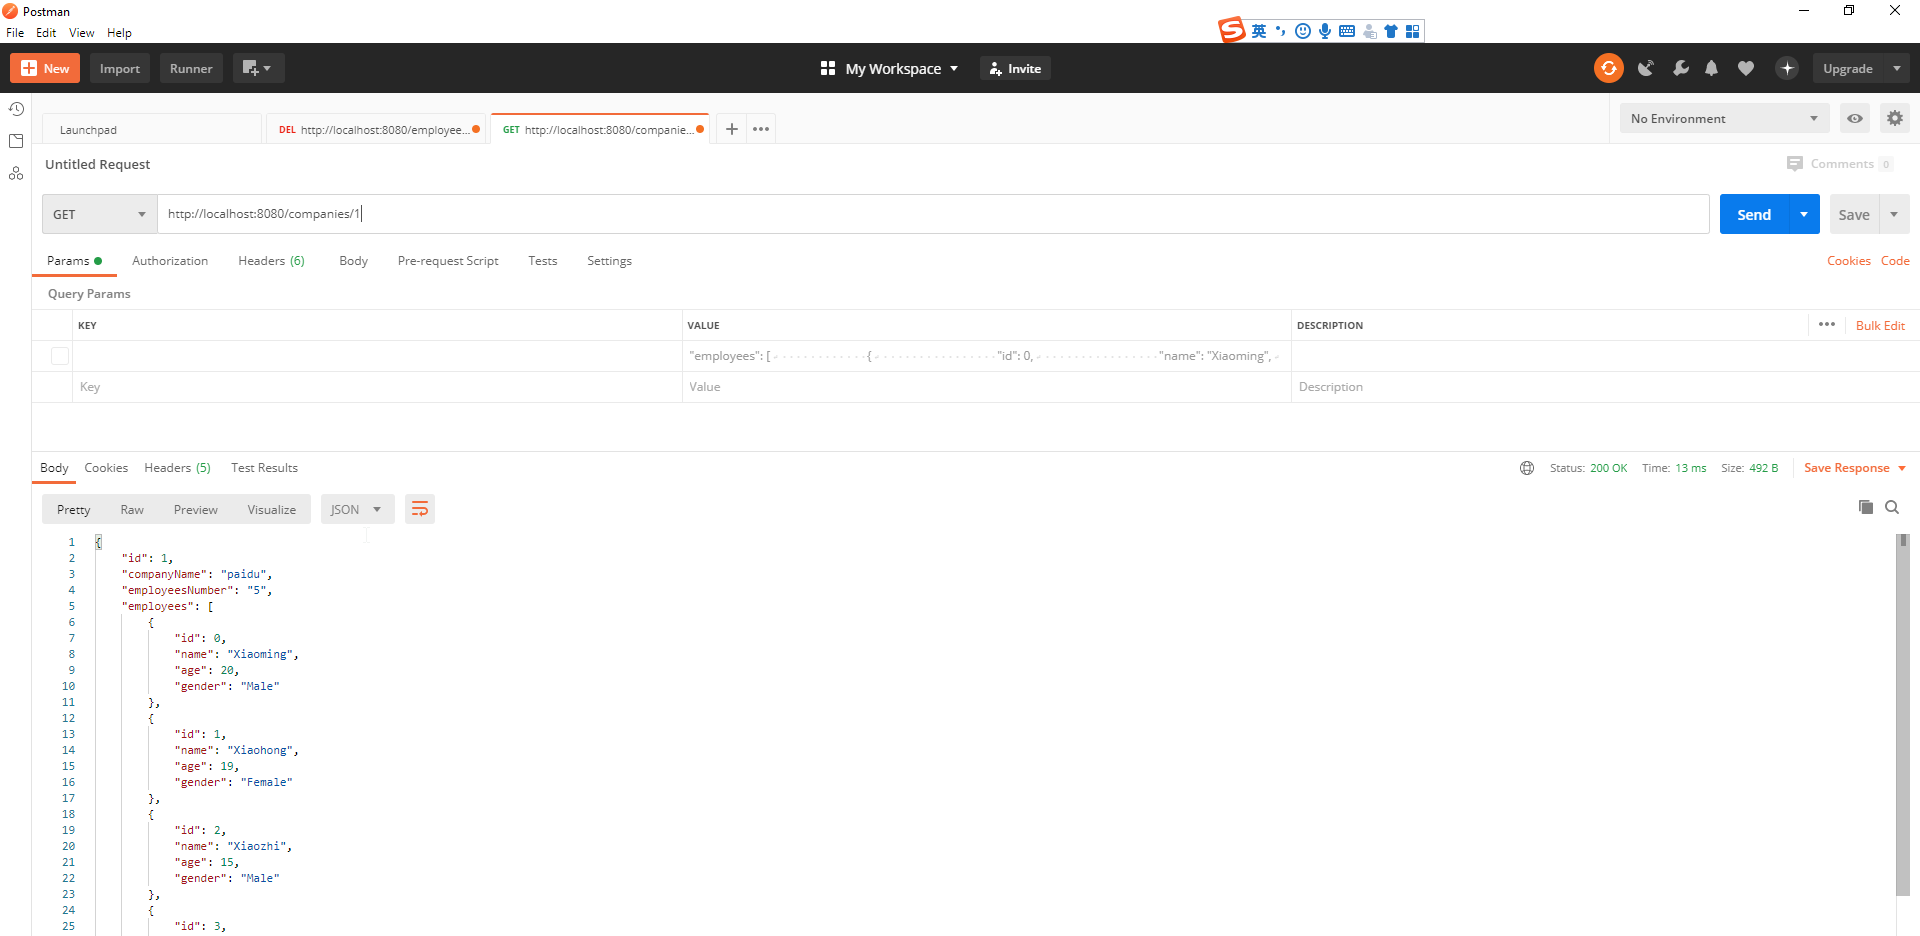 Postman
File Edit View Help
英
New Import Runner My Workspace Invite Upgrade
Launchpad DEL http://localhost:8080/employee... GET http://localhost:8080/companie... No Environment
Untitled Request Comments 0
GET http://localhost:8080/companies/1 Send Save
Params Authorization Headers (6) Body Pre-request Script Tests Settings Cookies Code
Query Params
KEY VALUE DESCRIPTION Bulk Edit
"employees": [ { "id": 0, "name": "Xiaoming",
Key Value Description
Body Cookies Headers (5) Test Results Status: 200 OK Time: 13 ms Size: 492 B Save Response
Pretty Raw Preview Visualize JSON
1 {
2 "id": 1,
3 "companyName": "paidu",
4 "employeesNumber": "5",
5 "employees": [
6 {
7 "id": 0,
8 "name": "Xiaoming",
9 "age": 20,
10 "gender": "Male"
11 },
12 {
13 "id": 1,
14 "name": "Xiaohong",
15 "age": 19,
16 "gender": "Female"
17 },
18 {
19 "id": 2,
20 "name": "Xiaozhi",
21 "age": 15,
22 "gender": "Male"
23 },
24 {
25 "id": 3,